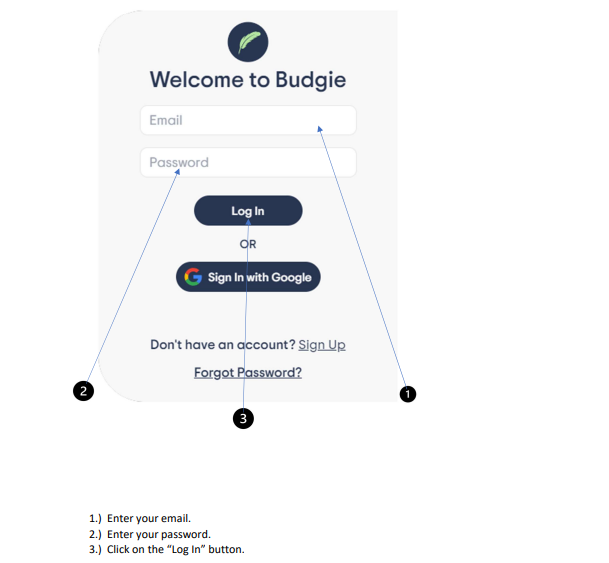 Welcome to Budgie
Email
Password
Log In
OR
Sign In with Google
Don't have an account? Sign Up
Forgot Password?
2
1
3
1.) Enter your email.
2.) Enter your password.
3.) Click on the “Log In” button.